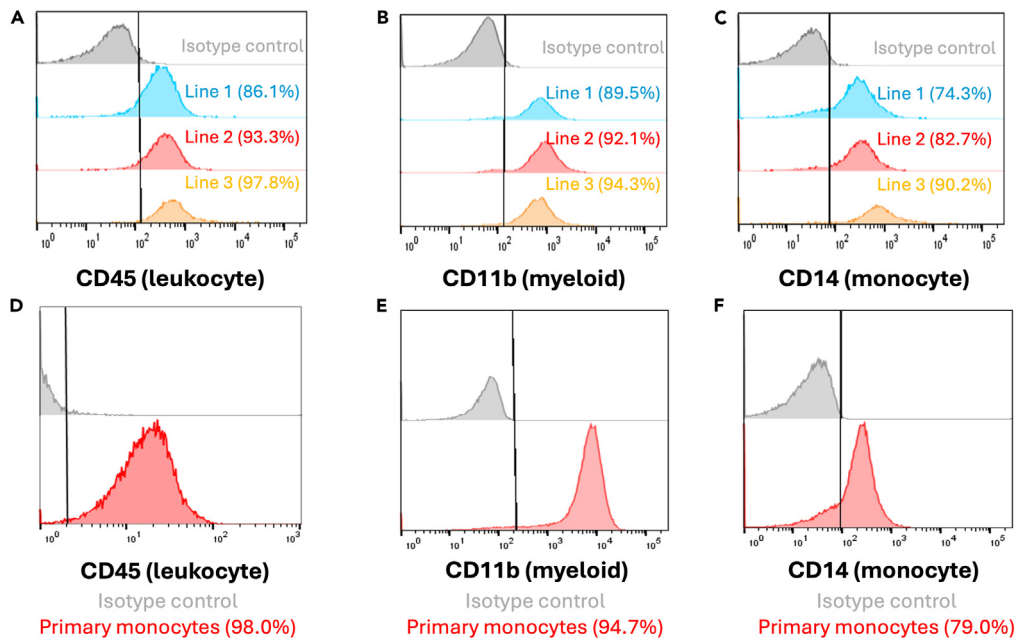 A
Isotype control
Line 1 (86.1%)
Line 2 (93.3%)
Line 3 (97.8%)
10⁰ 10¹ 10² 10³ 10⁴ 10⁵
CD45 (leukocyte)
B
Isotype control
Line 1 (89.5%)
Line 2 (92.1%)
Line 3 (94.3%)
10⁰ 10¹ 10² 10³ 10⁴ 10⁵
CD11b (myeloid)
C
Isotype control
Line 1 (74.3%)
Line 2 (82.7%)
Line 3 (90.2%)
10⁰ 10¹ 10² 10³ 10⁴ 10⁵
CD14 (monocyte)
D
10⁰ 10¹ 10² 10³
CD45 (leukocyte)
Isotype control
Primary monocytes (98.0%)
E
10⁰ 10¹ 10² 10³ 10⁴ 10⁵
CD11b (myeloid)
Isotype control
Primary monocytes (94.7%)
F
10⁰ 10¹ 10² 10³ 10⁴ 10⁵
CD14 (monocyte)
Isotype control
Primary monocytes (79.0%)